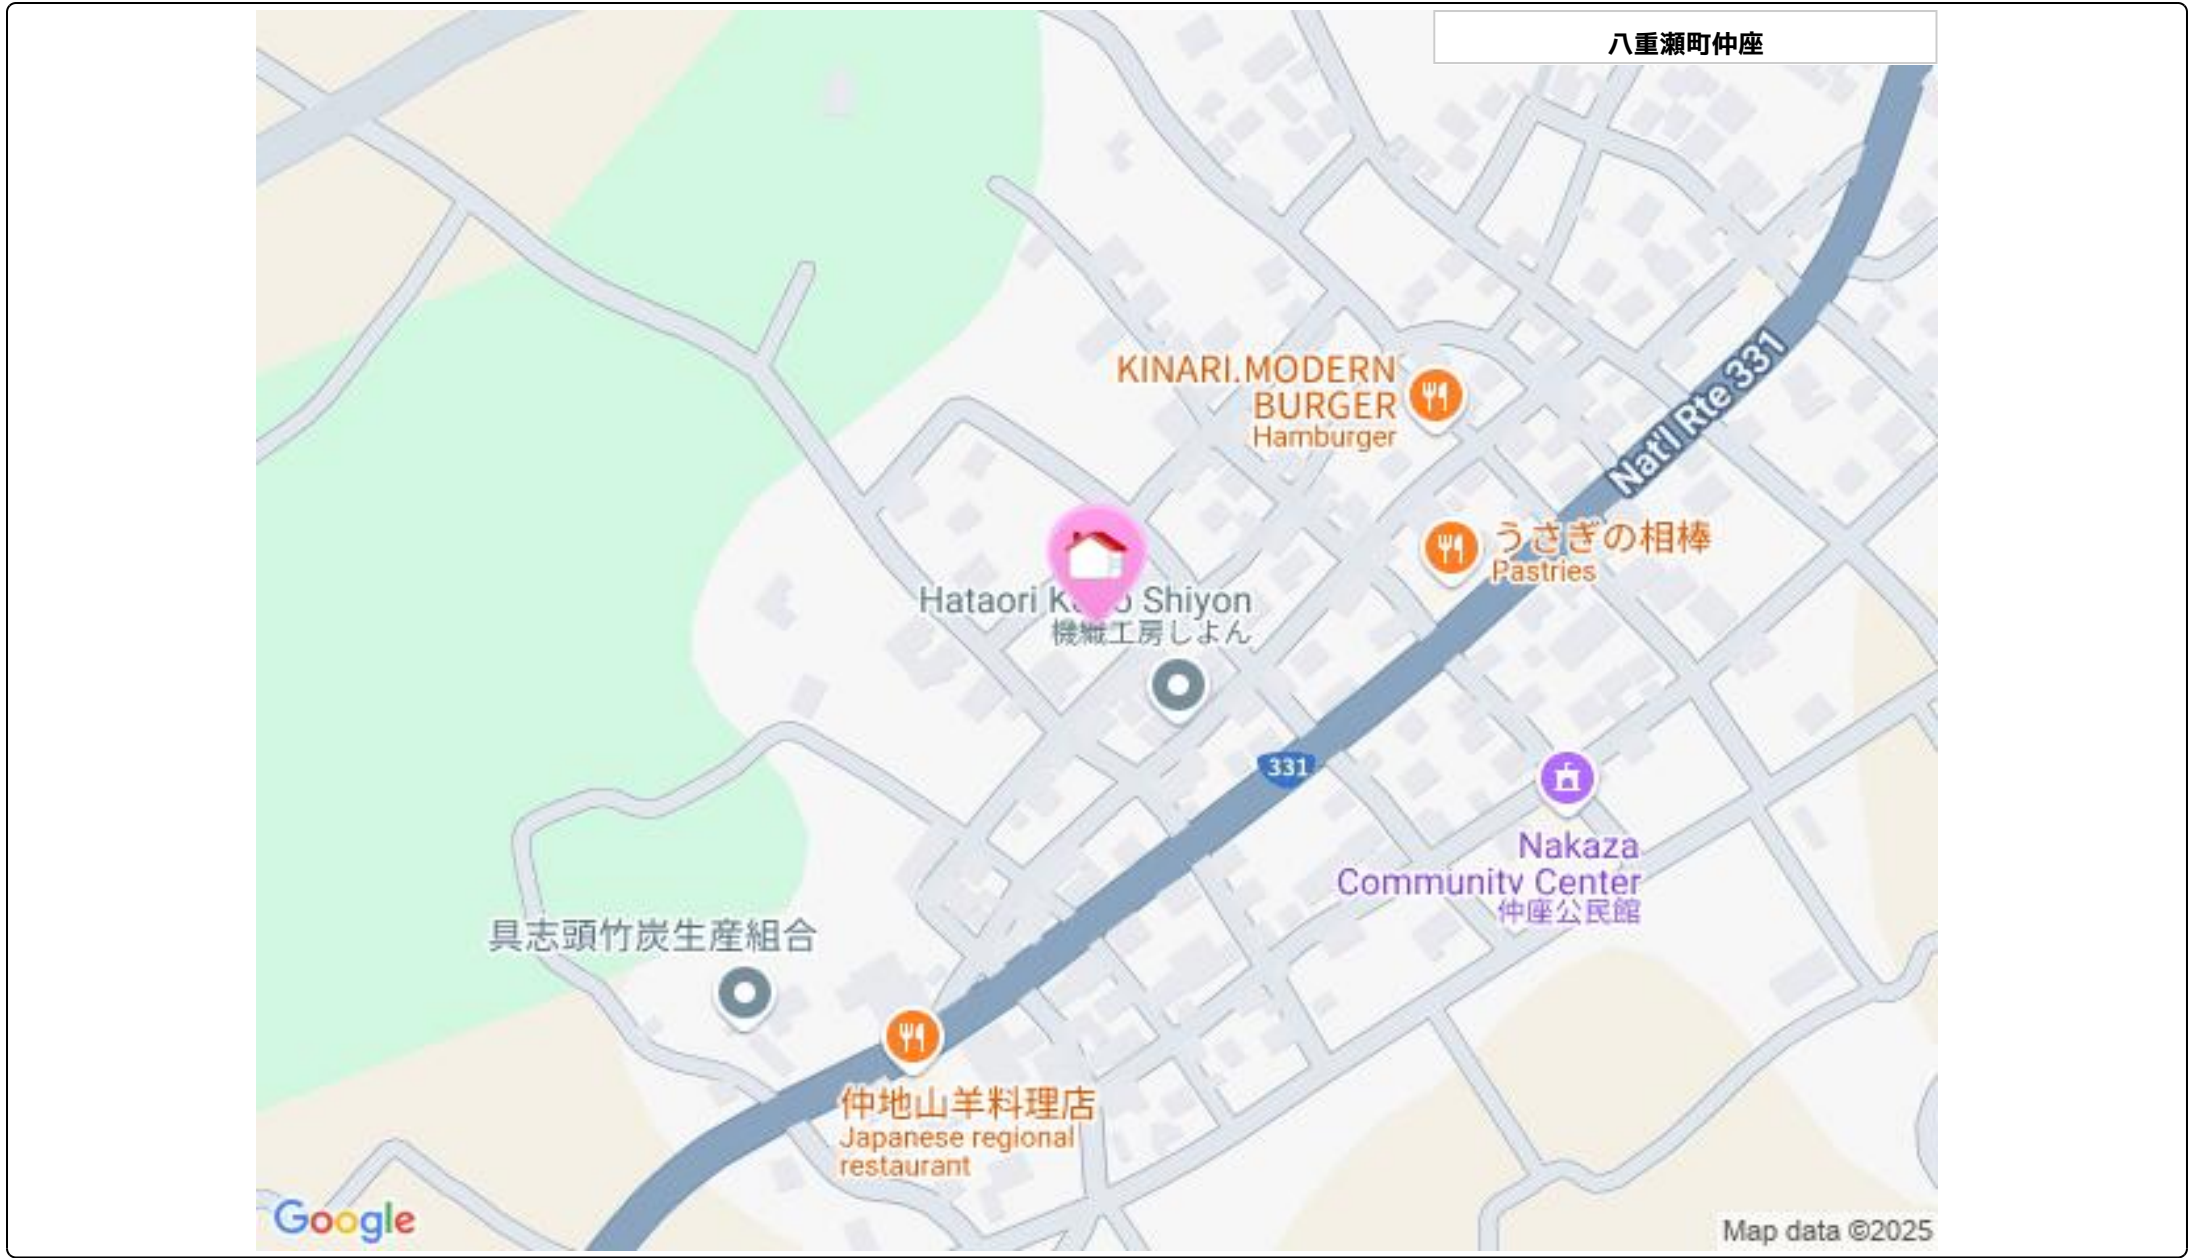 八重瀬町仲座
Nat'l Rte 331
KINARI.MODERN
BURGER
Hamburger
うさぎの相棒
Pastries
Hataori Shiyon
機織工房しよん
331
Nakaza
Community Center
仲座公民館
具志頭竹炭生産組合
仲地山羊料理店
Japanese regional
restaurant
Google
Map data ©2025